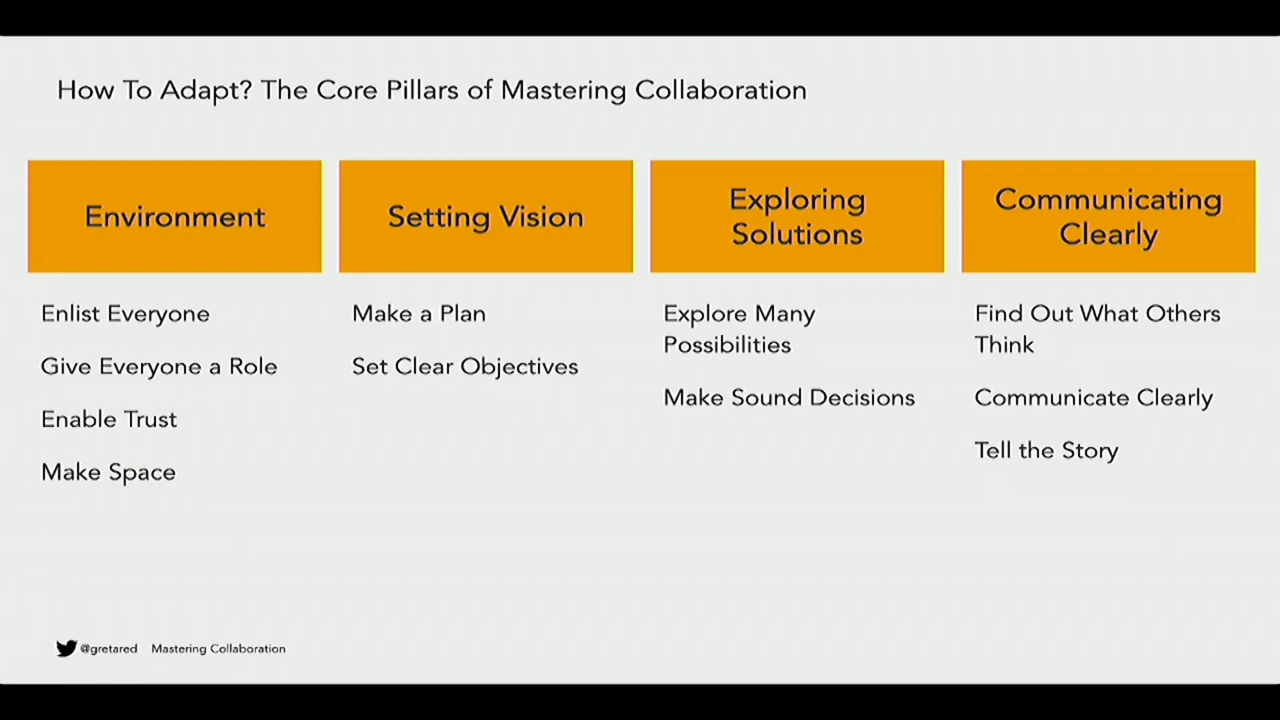 How To Adapt? The Core Pillars of Mastering Collaboration
Environment
Enlist Everyone
Give Everyone a Role
Enable Trust
Make Space
Setting Vision
Make a Plan
Set Clear Objectives
Exploring
Solutions
Explore Many
Possibilities
Make Sound Decisions
Communicating
Clearly
Find Out What Others
Think
Communicate Clearly
Tell the Story
@gretared Mastering Collaboration